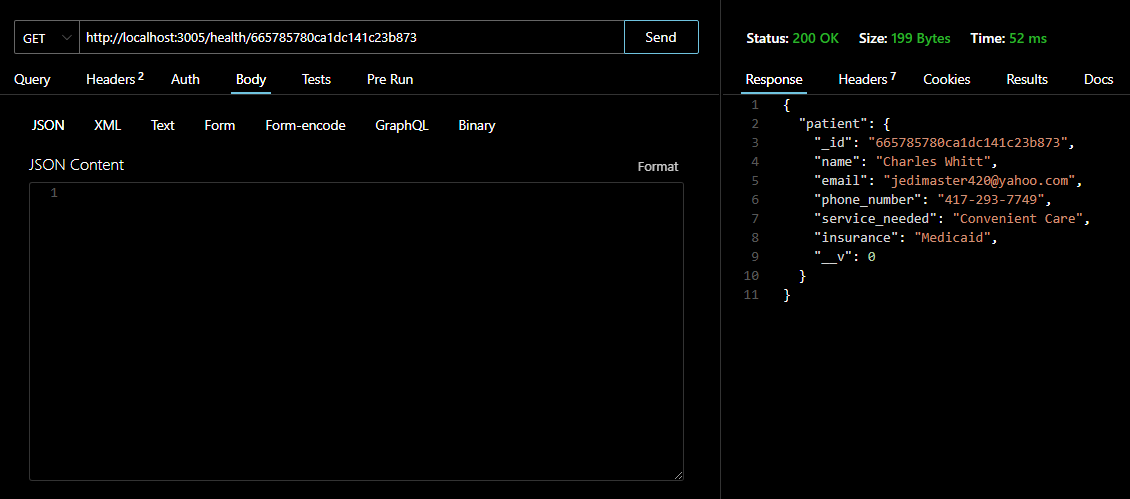 GET http://localhost:3005/health/665785780ca1dc141c23b873 Send
Query Headers 2 Auth Body Tests Pre Run
JSON XML Text Form Form-encode GraphQL Binary
JSON Content Format
1
Status: 200 OK Size: 199 Bytes Time: 52 ms
Response Headers 7 Cookies Results Docs
1 {
2 "patient": {
3 "_id": "665785780ca1dc141c23b873",
4 "name": "Charles Whitt",
5 "email": "jedimaster420@yahoo.com",
6 "phone_number": "417-293-7749",
7 "service_needed": "Convenient Care",
8 "insurance": "Medicaid",
9 "__v": 0
10 }
11 }